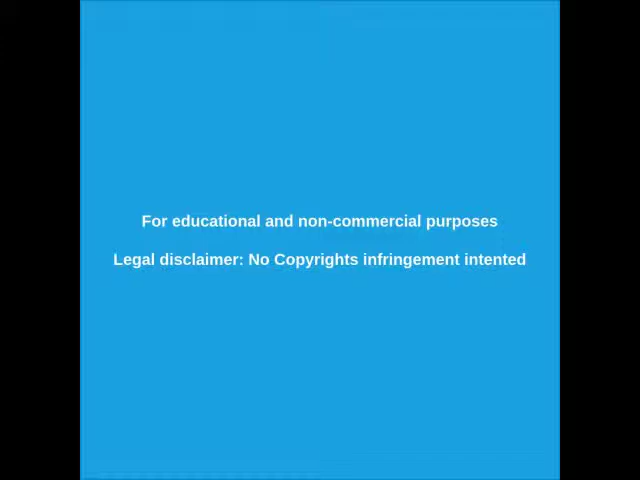 For educational and non-commercial purposes
Legal disclaimer: No Copyrights infringement intented